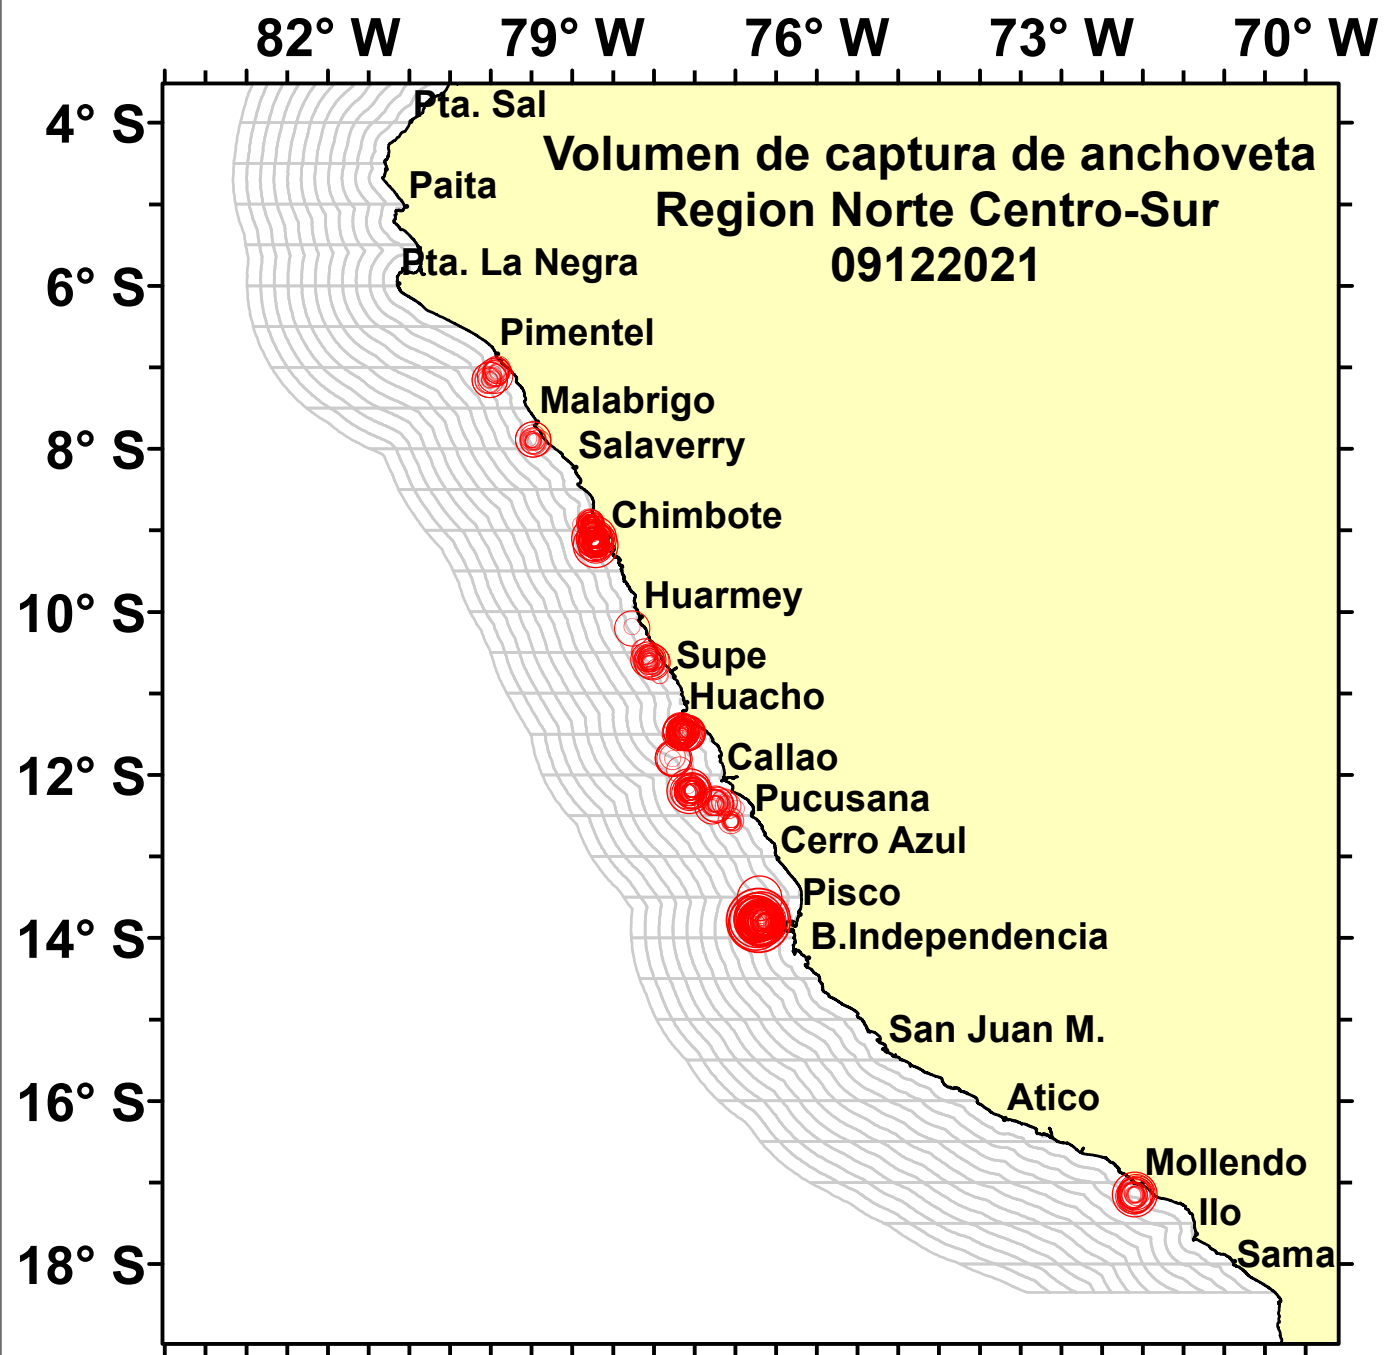 82° W 79° W 76° W 73° W 70° W
4° S
6° S
8° S
10° S
12° S
14° S
16° S
18° S
Volumen de captura de anchoveta
Region Norte Centro-Sur
09122021
Pta. Sal
Paita
Pta. La Negra
Pimentel
Malabrigo
Salaverry
Chimbote
Huarmey
Supe
Huacho
Callao
Pucusana
Cerro Azul
Pisco
B.Independencia
San Juan M.
Atico
Mollendo
Ilo
Sama